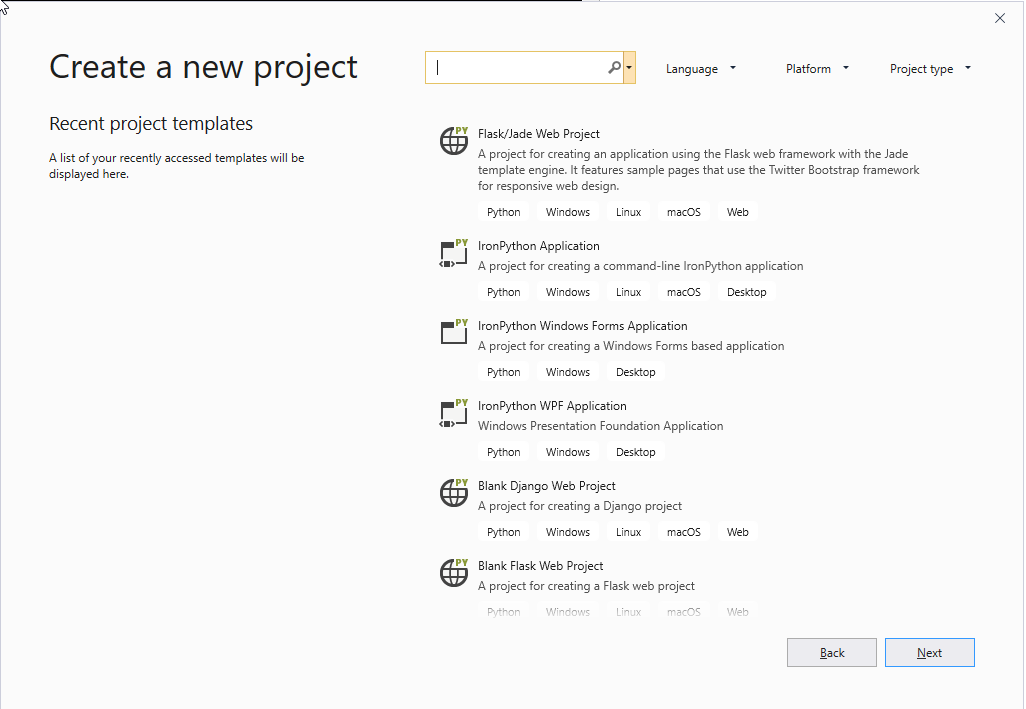 Create a new project
Language
Platform
Project type
Recent project templates
A list of your recently accessed templates will be
displayed here.
PY
Flask/Jade Web Project
A project for creating an application using the Flask web framework with the Jade
template engine. It features sample pages that use the Twitter Bootstrap framework
for responsive web design.
Python Windows Linux macOS Web
PY
IronPython Application
A project for creating a command-line IronPython application
Python Windows Linux macOS Desktop
PY
IronPython Windows Forms Application
A project for creating a Windows Forms based application
Python Windows Desktop
PY
IronPython WPF Application
Windows Presentation Foundation Application
Python Windows Desktop
PY
Blank Django Web Project
A project for creating a Django project
Python Windows Linux macOS Web
PY
Blank Flask Web Project
A project for creating a Flask web project
Python Windows Linux macOS Web
Back
Next